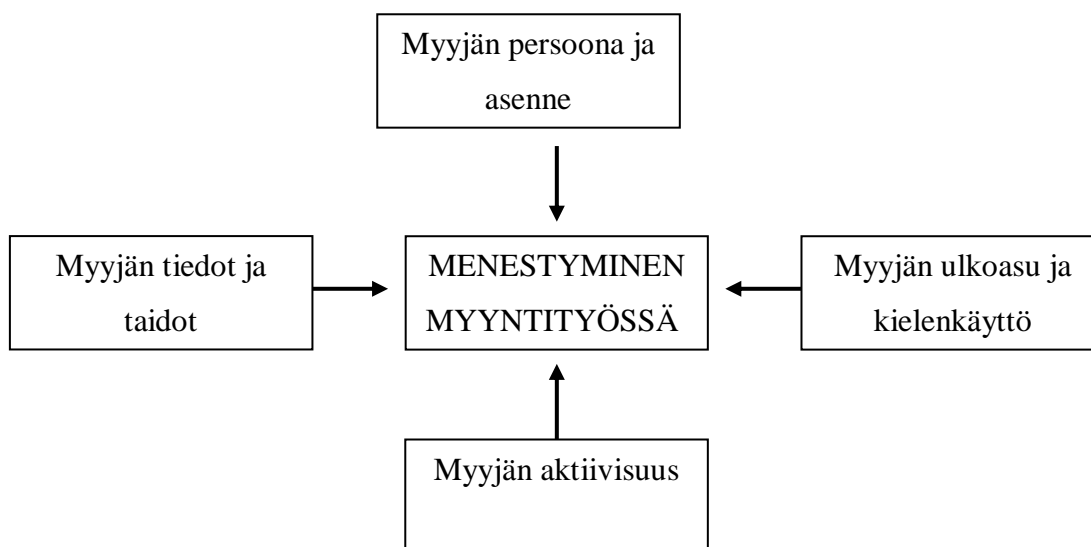 Myyjän persoona ja
asenne
Myyjän tiedot ja
taidot
MENESTYMINEN
MYYNTITYÖSSÄ
Myyjän ulkoasu ja
kielenkäyttö
Myyjän aktiivisuus